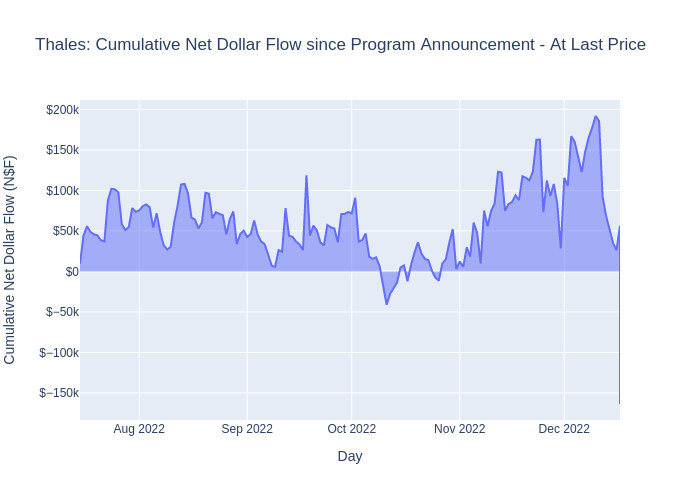 Thales: Cumulative Net Dollar Flow since Program Announcement - At Last Price
Cumulative Net Dollar Flow (N$F)
$200k
$150k
$100k
$50k
$0
$−50k
$−100k
$−150k
Aug 2022
Sep 2022
Oct 2022
Nov 2022
Dec 2022
Day